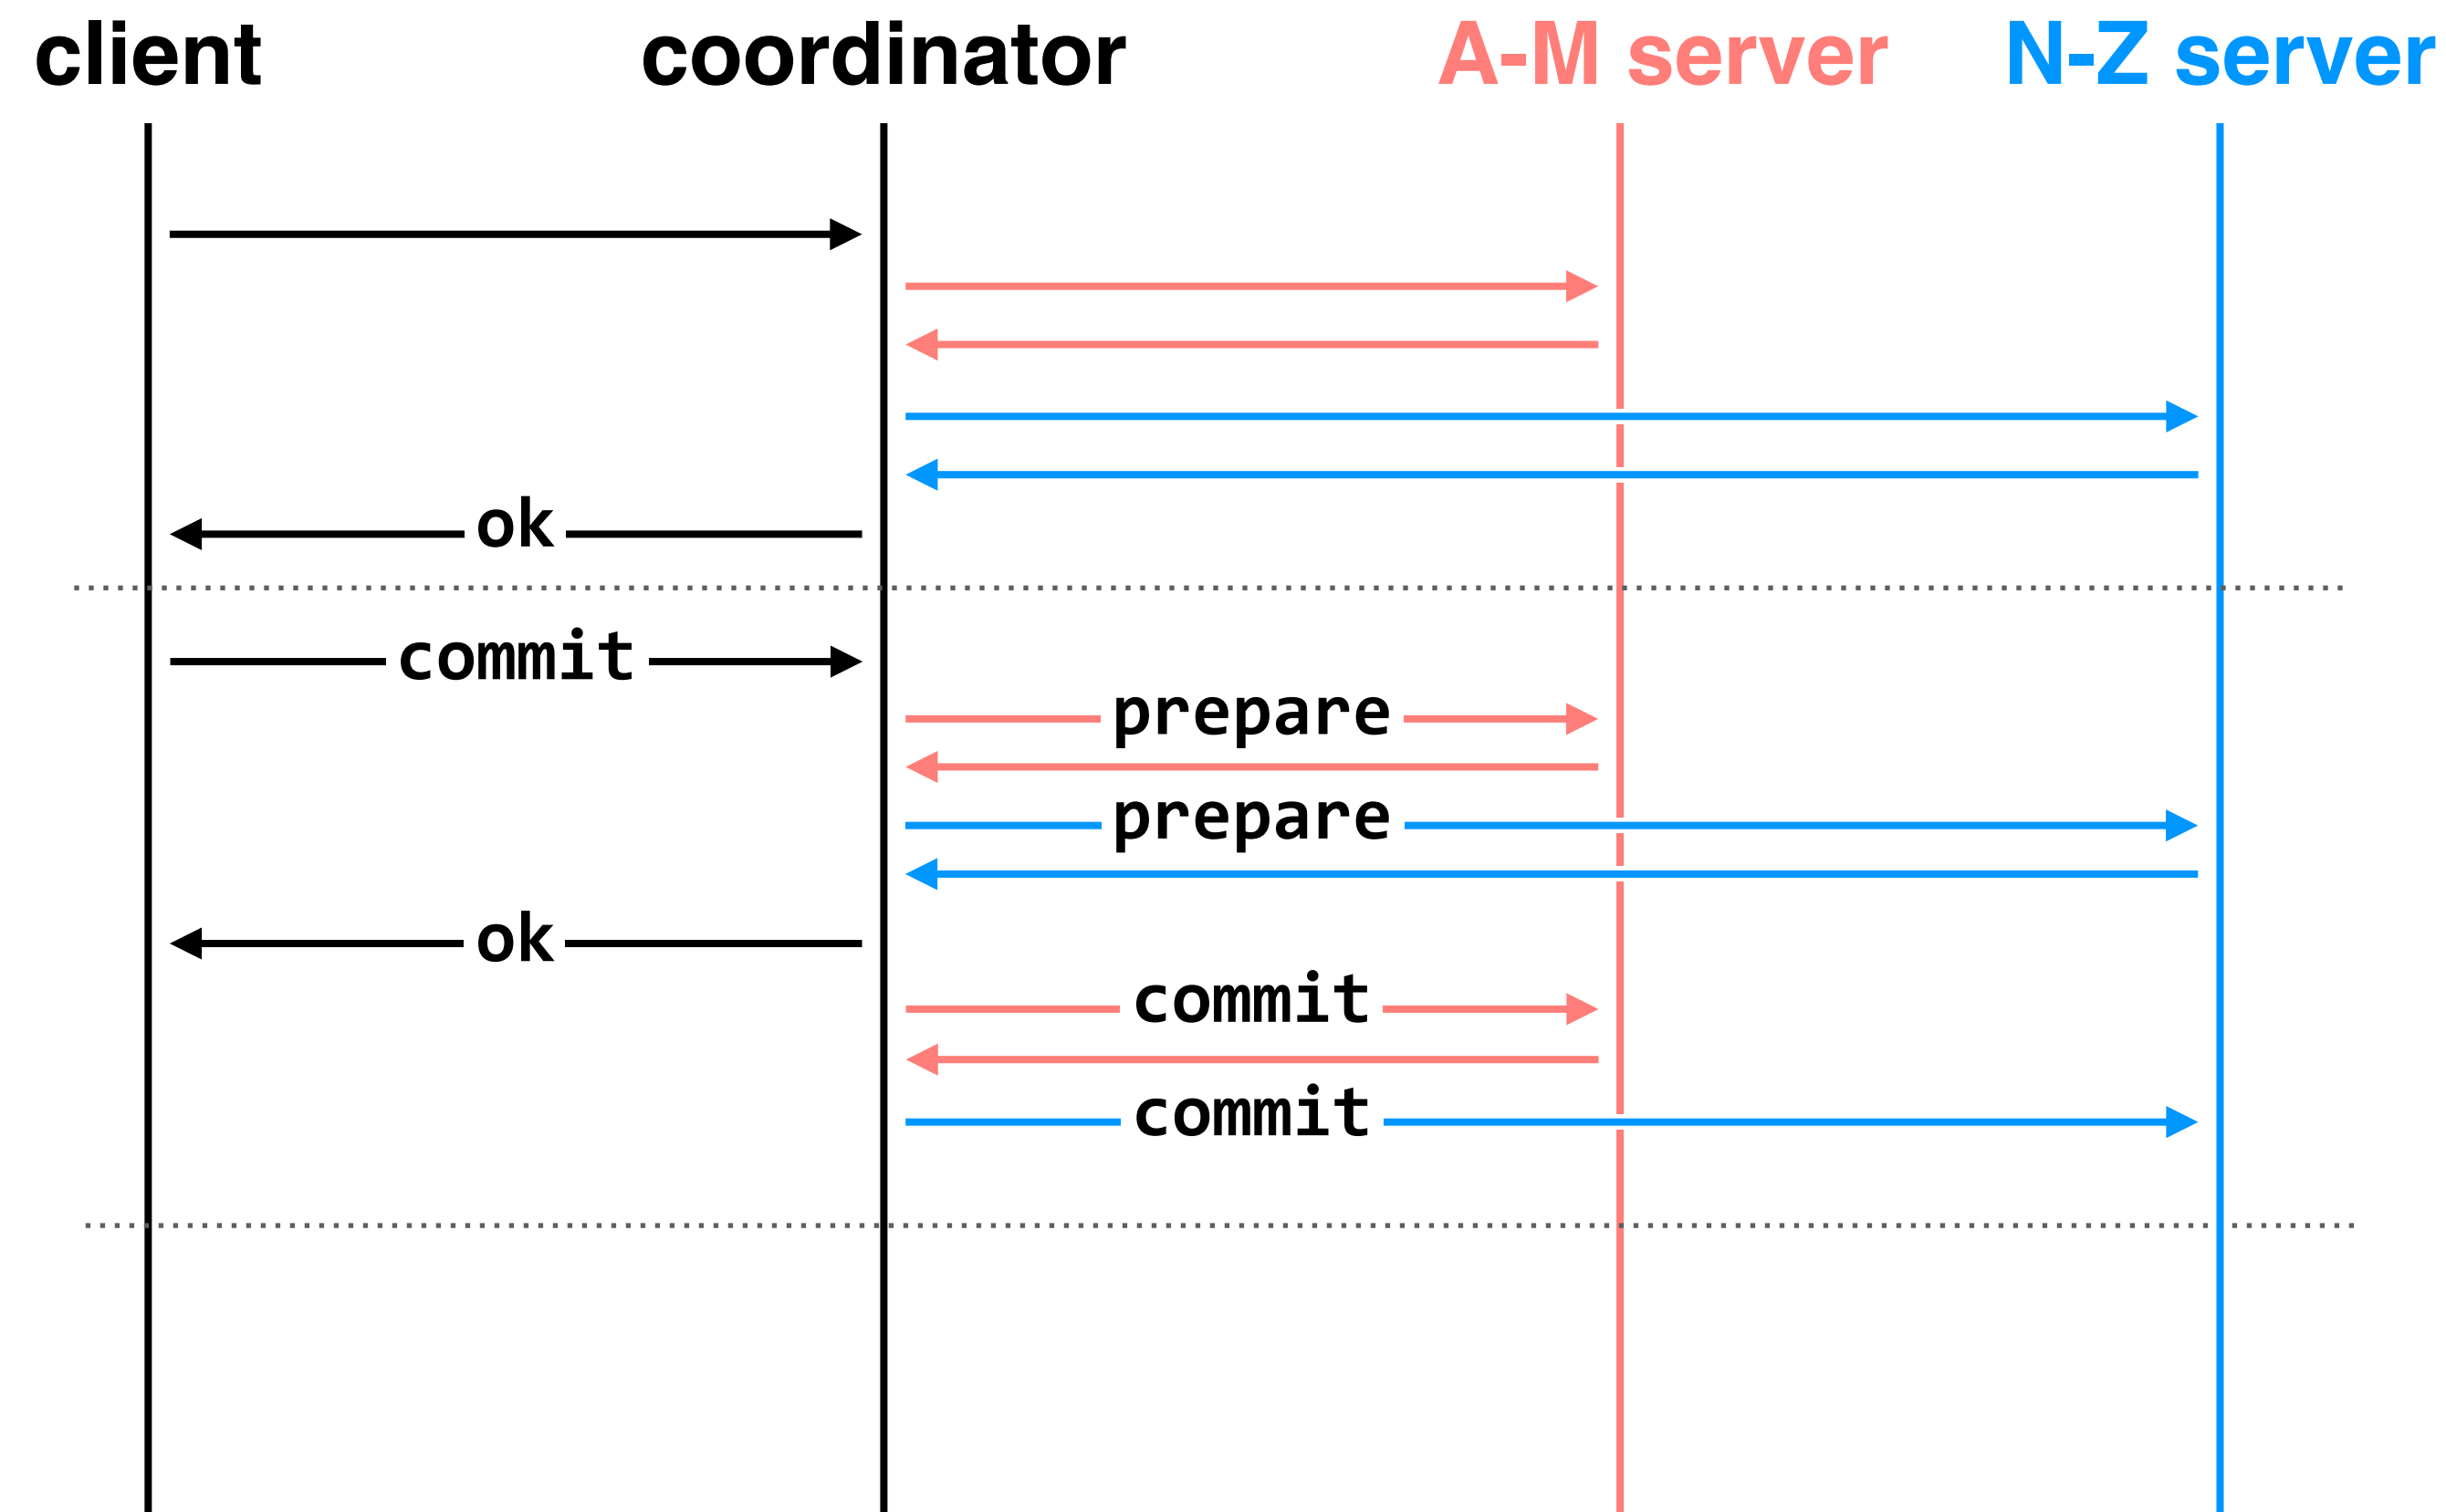 client coordinator A-M server N-Z server
ok
commit
prepare
prepare
ok
commit
commit